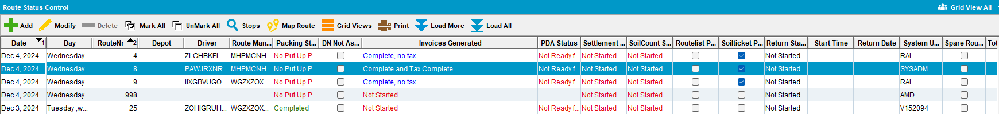 Route Status Control Grid View All
Add Modify Delete Mark All UnMark All Stops Map Route Grid Views Print Load More Load All
Date 1 Day RouteNr 2 Depot Driver Route Man... Packing St... DN Not As... Invoices Generated PDA Status Settlement ... SoilCount S... Routelist P... Soilticket P... Return Sta... Start Time Return Date System U... Spare Rou... Tot
Dec 4, 2024 Wednesday ... 4 ZLCHBKFL... MHPMCNH... No Put Up P... Complete, no tax Not Ready f... Not Started Not Started Not Started RAL
Dec 4, 2024 Wednesday ... 8 PAWJRXNR... MHPMCNH... No Put Up P... Complete and Tax Complete Not Ready f... Not Started Not Started Not Started SYSADM
Dec 4, 2024 Wednesday ... 9 IIXGBVUGO... WGZXZOX... No Put Up P... Complete, no tax Not Ready f... Not Started Not Started Not Started RAL
Dec 4, 2024 Wednesday ... 998 No Put Up P... Not Started Not Started Not Started Not Started AMD
Dec 3, 2024 Tuesday ,w... 25 ZOHIGRUH... WGZXZOX... Completed Not Started Not Ready f... Not Started Not Started Not Started V152094